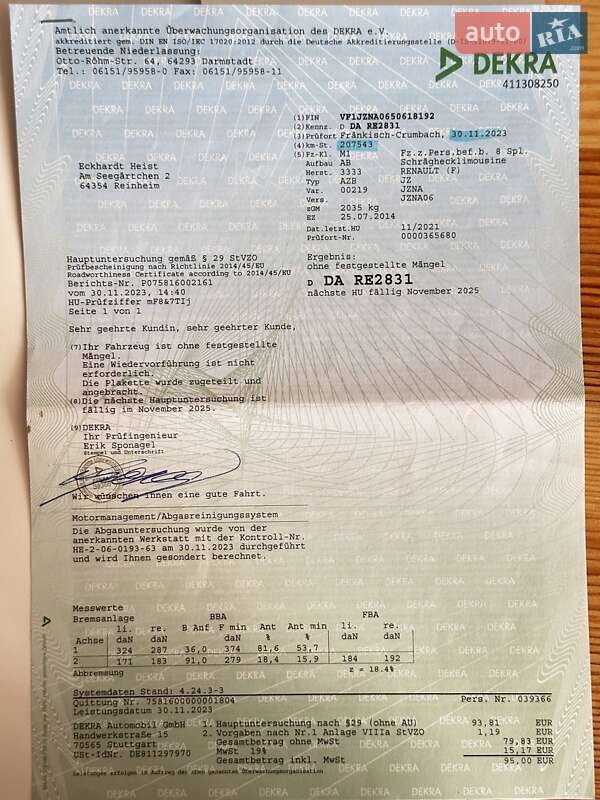 auto RIA .com
Amtlich anerkannte Überwachungsorganisation des DEKRA e.V.
akkreditiert gem. DIN EN ISO/IEC 17020:2012 durch die Deutsche Akkreditierungsstelle
Betreuende Niederlassung:
Otto-Röhm-Str. 64, 64293 Darmstadt
Tel.: 06151/95958-0 Fax: 06151/95958-11
DEKRA
411308250
(1) FIN VF1JZNA0650618192
(2) Kennz. D DA RE2831
(3) Prüfort Fränkisch-Crumbach, 30.11.2023
(4) km-St. 207543
(5) Fz-Kl. M1 Fz.z.Pers.bef.b. 8 Spl.
Aufbau AB Schräghecklimousine
Herst. 3333 RENAULT (F)
Typ AZB JZ
Var. 00219 JZNA
Vers. JZNA06
zGM 2035 kg
EZ 25.07.2014
Dat.letzt.HU 11/2021
Prüfort-Nr. 0000365680
Eckhardt Heist
Am Seegärtchen 2
64354 Reinheim
Hauptuntersuchung gemäß § 29 StVZO
Prüfbescheinigung nach Richtlinie 2014/45/EU
Roadworthiness Certificate according to 2014/45/EU
Berichts-Nr. P075816002161
vom 30.11.2023, 14:40
HU-Prüfziffer mF8&7TIj
Seite 1 von 1
Ergebnis:
ohne festgestellte Mängel
D DA RE2831
nächste HU fällig November 2025
Sehr geehrte Kundin, sehr geehrter Kunde,
(7) Ihr Fahrzeug ist ohne festgestellte
Mängel.
Eine Wiedervorführung ist nicht
erforderlich.
Die Plakette wurde zugeteilt und
angebracht.
(8) Die nächste Hauptuntersuchung ist
fällig im November 2025.
(9) DEKRA
Ihr Prüfingenieur
Erik Sponagel
Stempel und Unterschrift
Wir wünschen Ihnen eine gute Fahrt.
Motormanagement/Abgasreinigungssystem
Die Abgasuntersuchung wurde von der
anerkannten Werkstatt mit der Kontroll-Nr.
HE-2-06-0193-63 am 30.11.2023 durchgeführt
und wird Ihnen gesondert berechnet.
Messwerte
Bremsanlage BBA FBA
li. re. B Anf F min Ant Ant min li. re.
Achse daN daN % daN % % daN daN
1 324 287 36,0 374 81,6 53,7
2 171 183 91,0 279 18,4 15,9 184 192
Abbremsung z = 18.4%
Systemdaten Stand: 4.24.3-3
Quittung Nr. 7581600000001804 Pers. Nr. 039366
Leistungsdatum 30.11.2023
DEKRA Automobil GmbH 1. Hauptuntersuchung nach §29 (ohne AU) 93,81 EUR
Handwerkstraße 15 2. Vorgaben nach Nr.1 Anlage VIIIa StVZO 1,19 EUR
70565 Stuttgart Gesamtbetrag ohne MwSt 79,83 EUR
USt-IdNr. DE811297970 MwSt 19% 15,17 EUR
Gesamtbetrag inkl. MwSt 95,00 EUR
Leistungen erfolgen im Auftrag der oben genannten Überwachungsorganisation